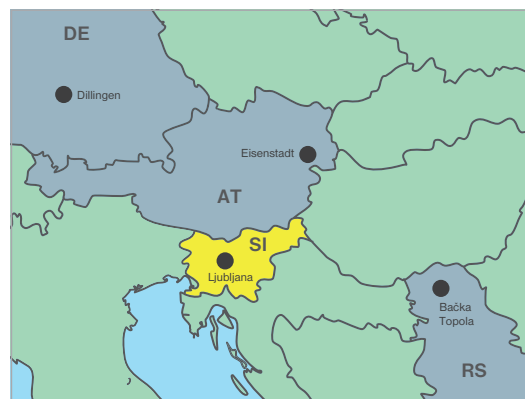 DE
Dillingen
Eisenstadt
AT
SI
Ljubljana
Bačka
Topola
RS